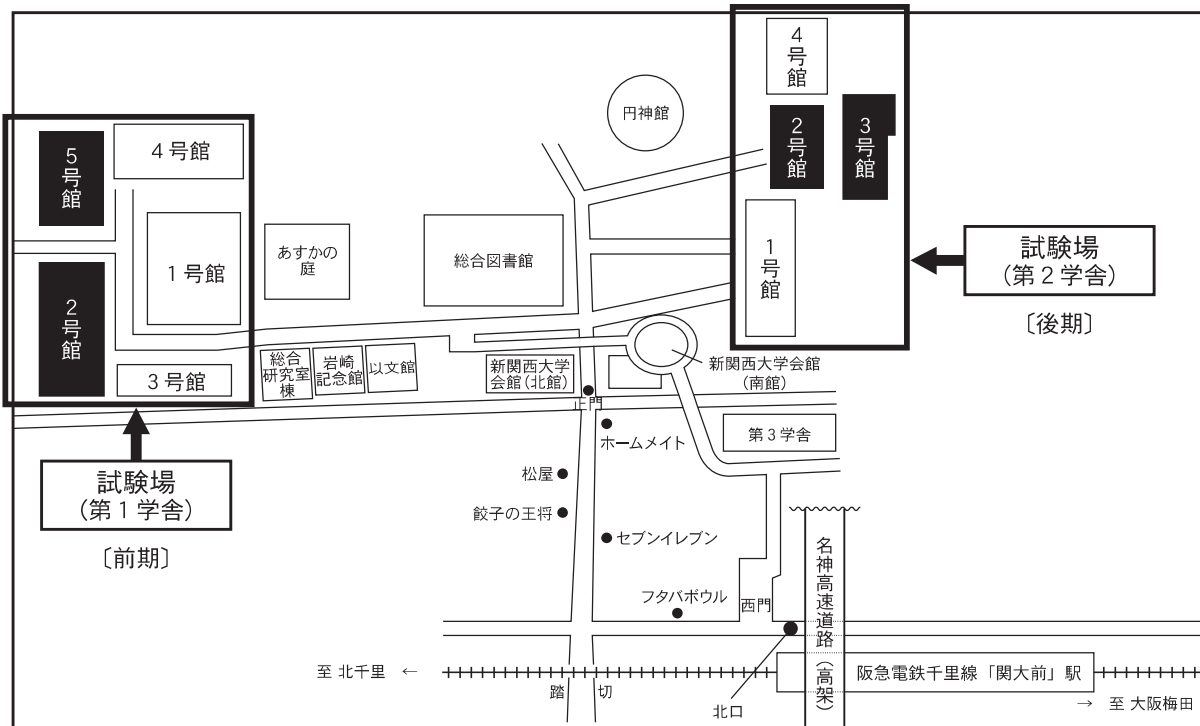 4号館
円神館
2号館
3号館
5号館
4号館
1号館
試験場
(第2学舎)
〔後期〕
1号館
あすかの
庭
総合図書館
2号館
3号館
総合
研究室
棟
岩崎
記念館
以文館
新関西大学
会館(北館)
新関西大学会館
(南館)
正門
ホームメイト
第3学舎
試験場
(第1学舎)
〔前期〕
松屋
餃子の王将
セブンイレブン
フタバボウル
西門
名神高速道路(高架)
至 北千里 ←
踏切
阪急電鉄千里線「関大前」駅
→ 至 大阪梅田
北口